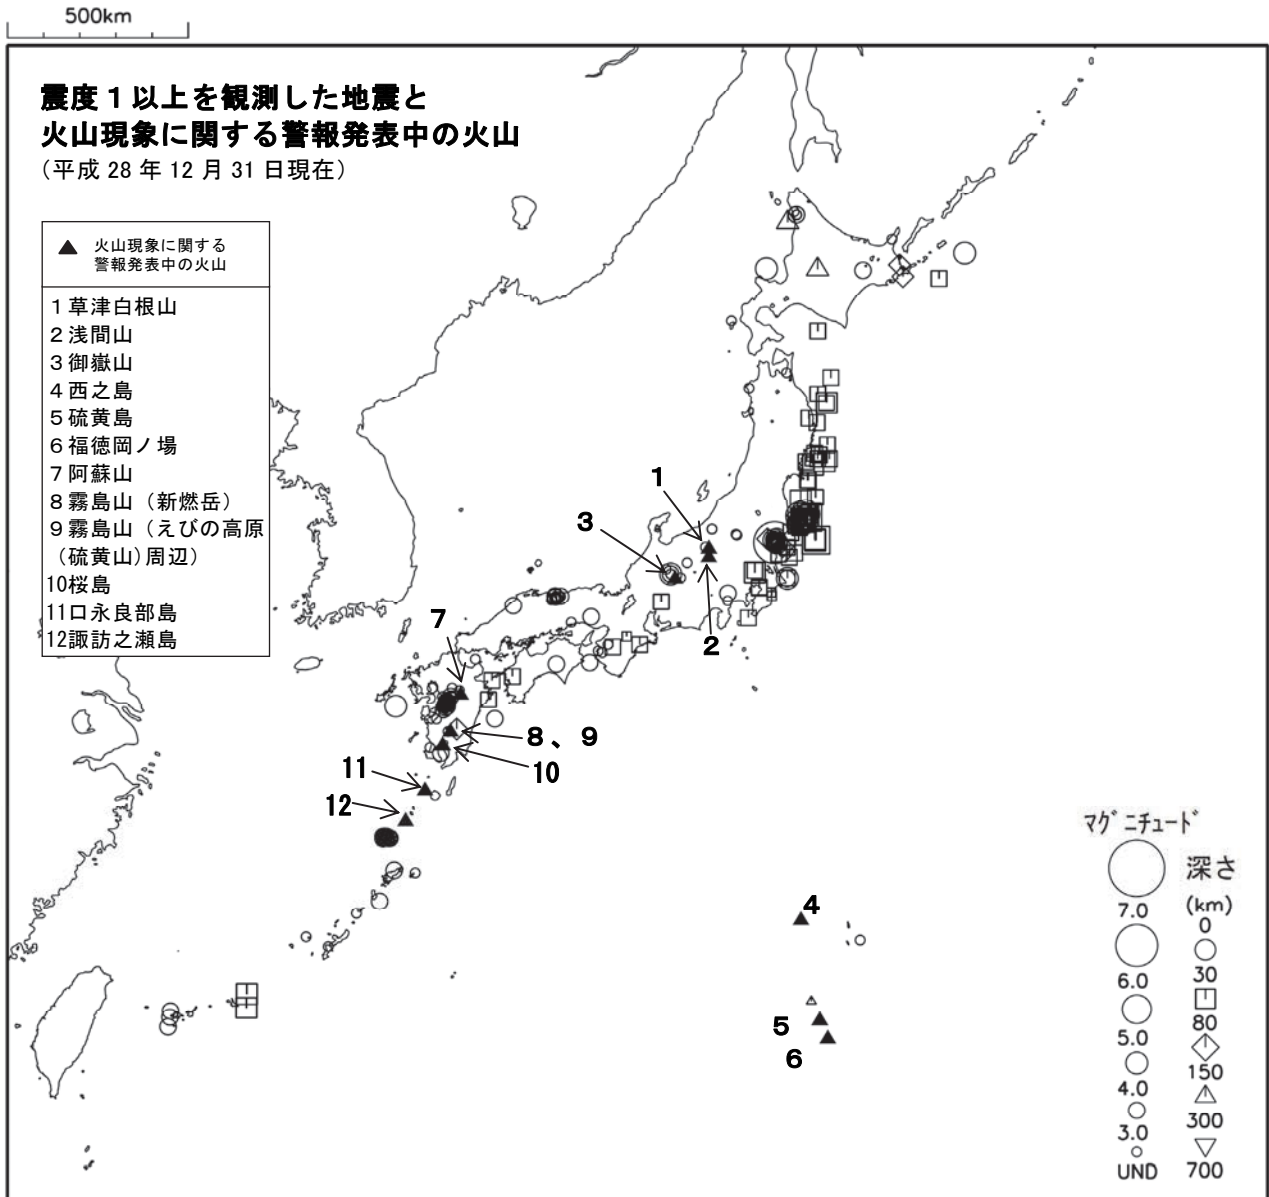 500km
震度１以上を観測した地震と
火山現象に関する警報発表中の火山
（平成 28 年 12 月 31 日現在）
▲ 火山現象に関する
警報発表中の火山
1 草津白根山
2 浅間山
3 御嶽山
4 西之島
5 硫黄島
6 福徳岡ノ場
7 阿蘇山
8 霧島山（新燃岳）
9 霧島山（えびの高原
（硫黄山）周辺）
10桜島
11口永良部島
12諏訪之瀬島
1
3
2
7
8、9
10
11
12
4
5
6
マグニチュード
深さ
(km)
7.0
0
6.0
30
5.0
80
4.0
150
3.0
300
UND
700